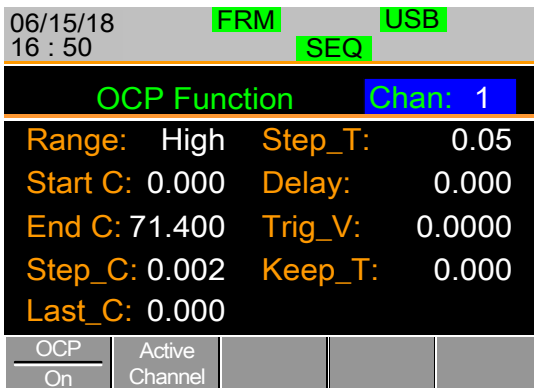 06/15/18 FRM USB
16 : 50 SEQ
OCP Function Chan: 1
Range: High Step_T: 0.05
Start C: 0.000 Delay: 0.000
End C: 71.400 Trig_V: 0.0000
Step_C: 0.002 Keep_T: 0.000
Last_C: 0.000
OCP Active
On Channel